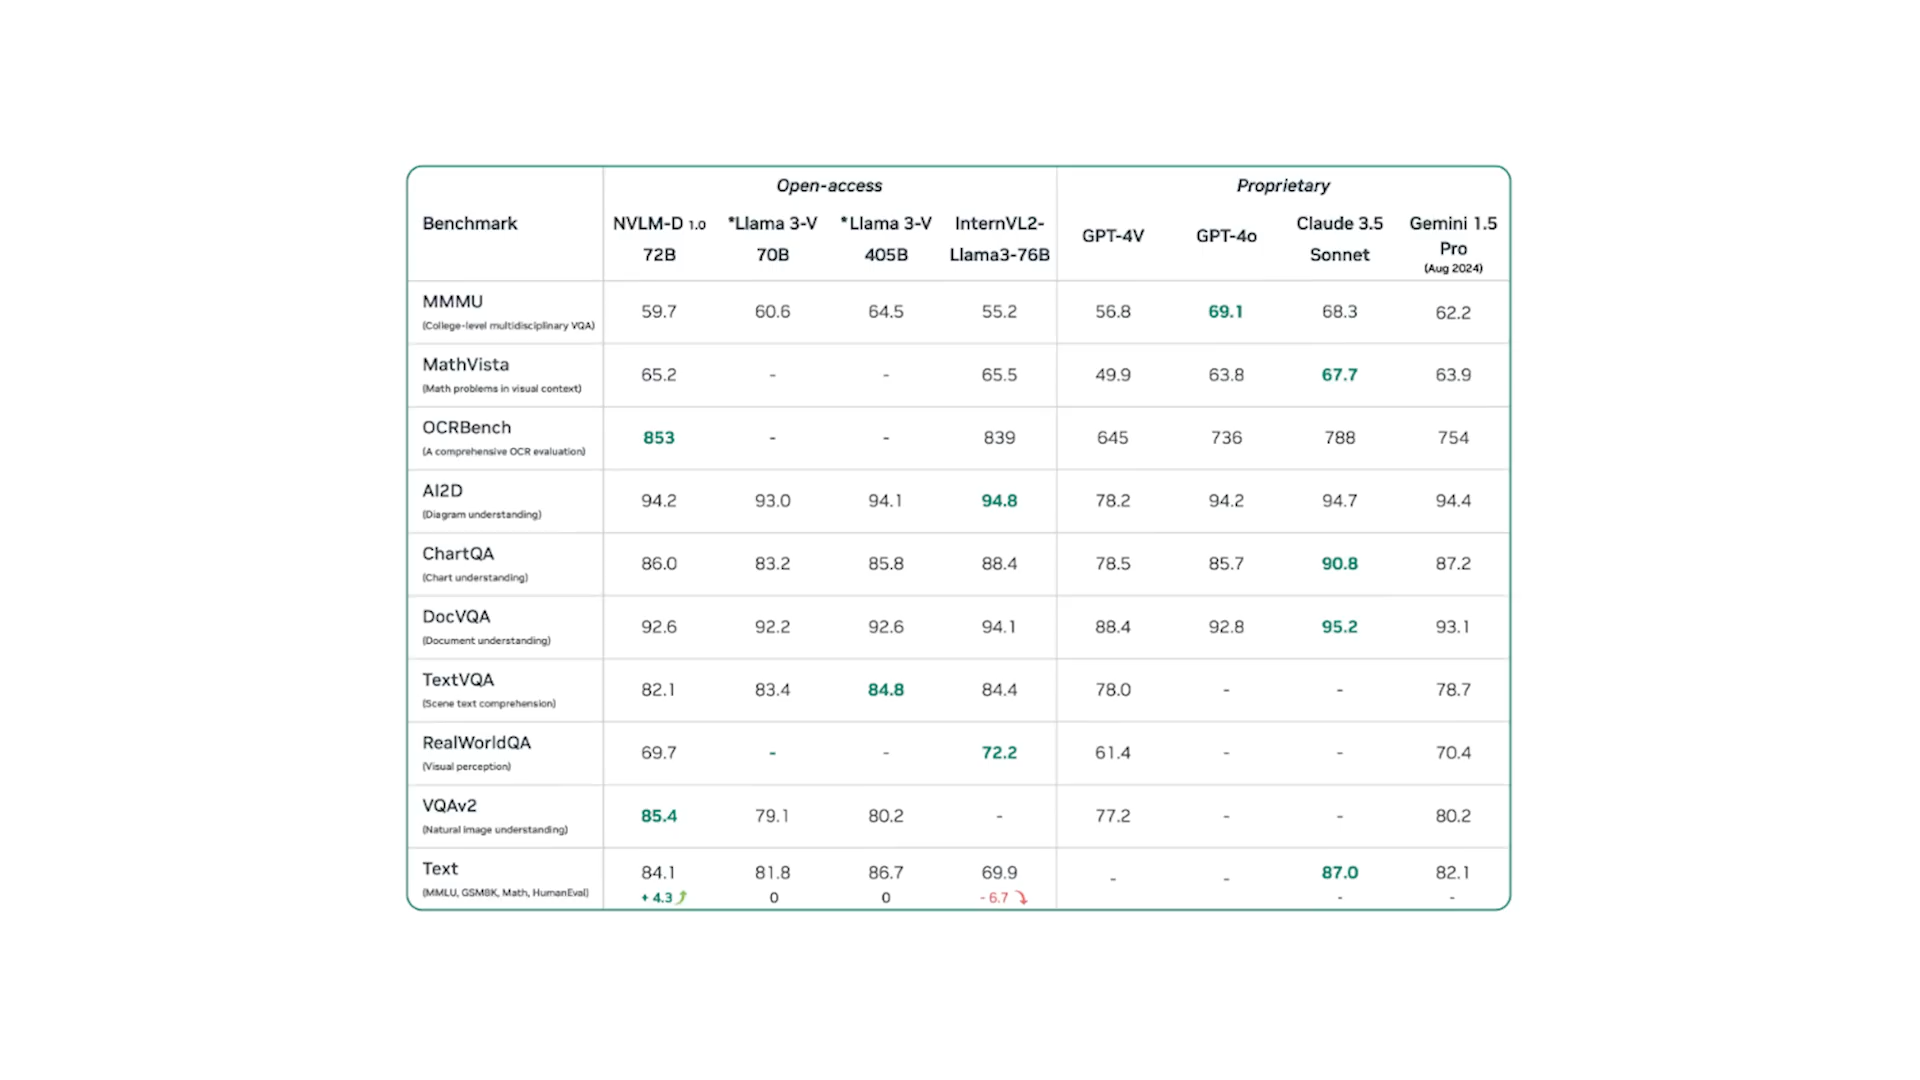 Open-access Proprietary
Benchmark NVLM-D 1.0 72B *Llama 3-V 70B *Llama 3-V 405B InternVL2-Llama3-76B GPT-4V GPT-4o Claude 3.5 Sonnet Gemini 1.5 Pro (Aug 2024)
MMMU 59.7 60.6 64.5 55.2 56.8 69.1 68.3 62.2
(College-level multidisciplinary VQA)
MathVista 65.2 - - 65.5 49.9 63.8 67.7 63.9
(Math problems in visual context)
OCRBench 853 - - 839 645 736 788 754
(A comprehensive OCR evaluation)
AI2D 94.2 93.0 94.1 94.8 78.2 94.2 94.7 94.4
(Diagram understanding)
ChartQA 86.0 83.2 85.8 88.4 78.5 85.7 90.8 87.2
(Chart understanding)
DocVQA 92.6 92.2 92.6 94.1 88.4 92.8 95.2 93.1
(Document understanding)
TextVQA 82.1 83.4 84.8 84.4 78.0 - - 78.7
(Scene text comprehension)
RealWorldQA 69.7 - - 72.2 61.4 - - 70.4
(Visual perception)
VQAv2 85.4 79.1 80.2 - 77.2 - - 80.2
(Natural image understanding)
Text 84.1 81.8 86.7 69.9 - - 87.0 82.1
(MMLU, GSM8K, Math, HumanEval) + 4.3 0 0 - 6.7 - -